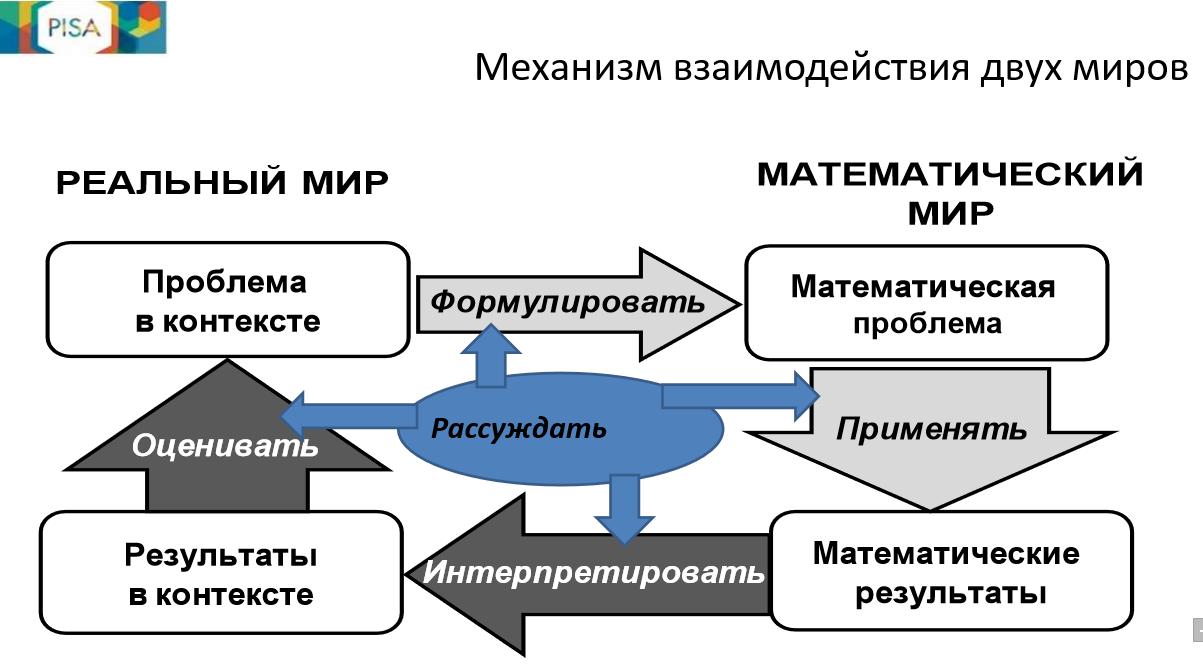 PISA
Механизм взаимодействия двух миров
РЕАЛЬНЫЙ МИР
МАТЕМАТИЧЕСКИЙ
МИР
Проблема
в контексте
Формулировать
Математическая
проблема
Оценивать
Рассуждать
Применять
Результаты
в контексте
Интерпретировать
Математические
результаты